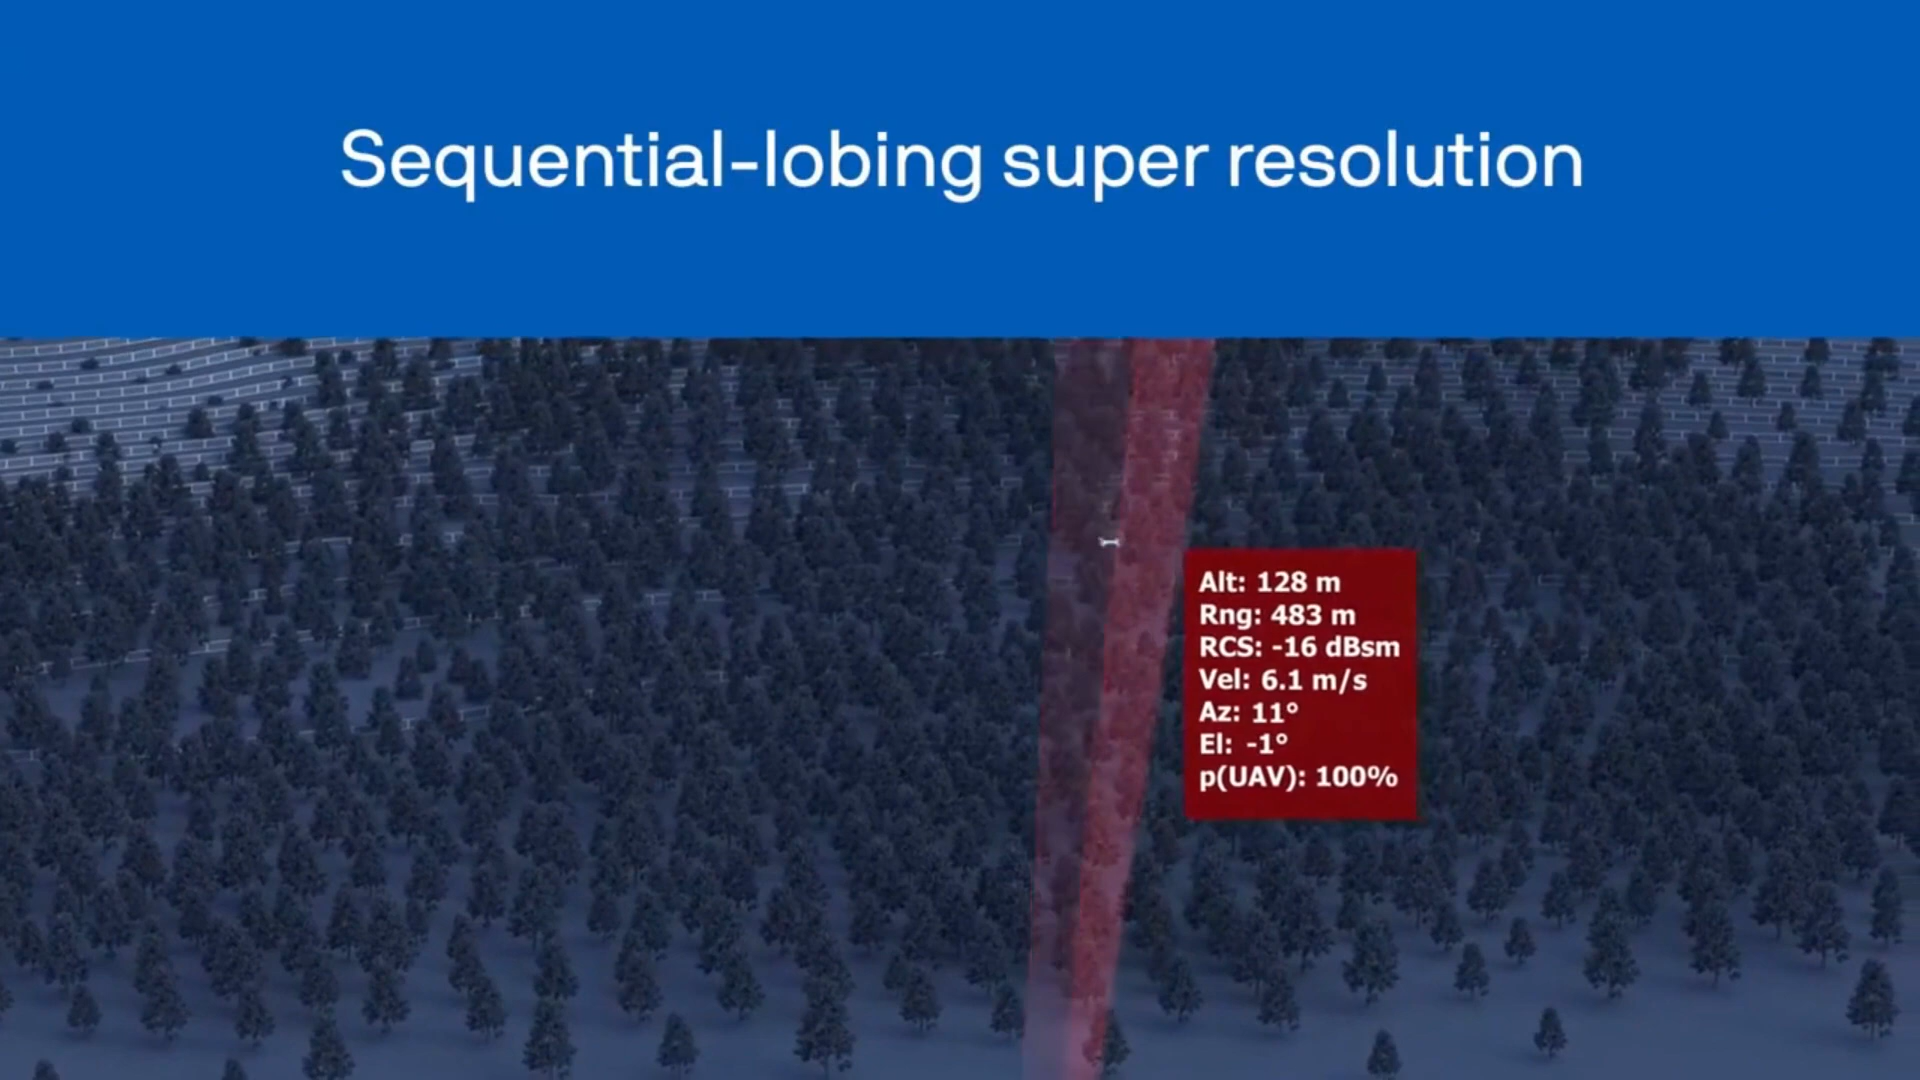 Sequential-lobing super resolution
Alt: 128 m
Rng: 483 m
RCS: -16 dBsm
Vel: 6.1 m/s
Az: 11°
El: -1°
p(UAV): 100%